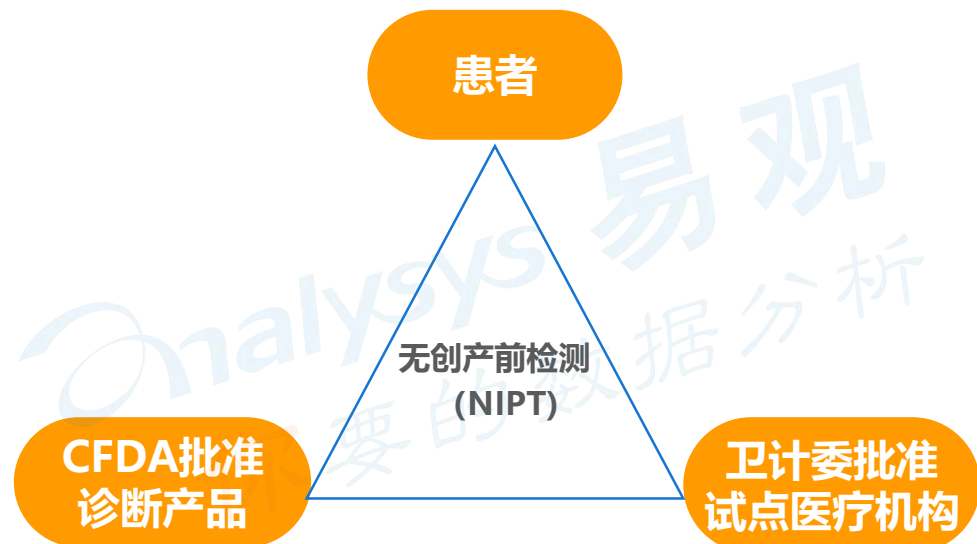 患者
无创产前检测
(NIPT)
CFDA批准
诊断产品
卫计委批准
试点医疗机构
analysys 易观
你要的数据分析